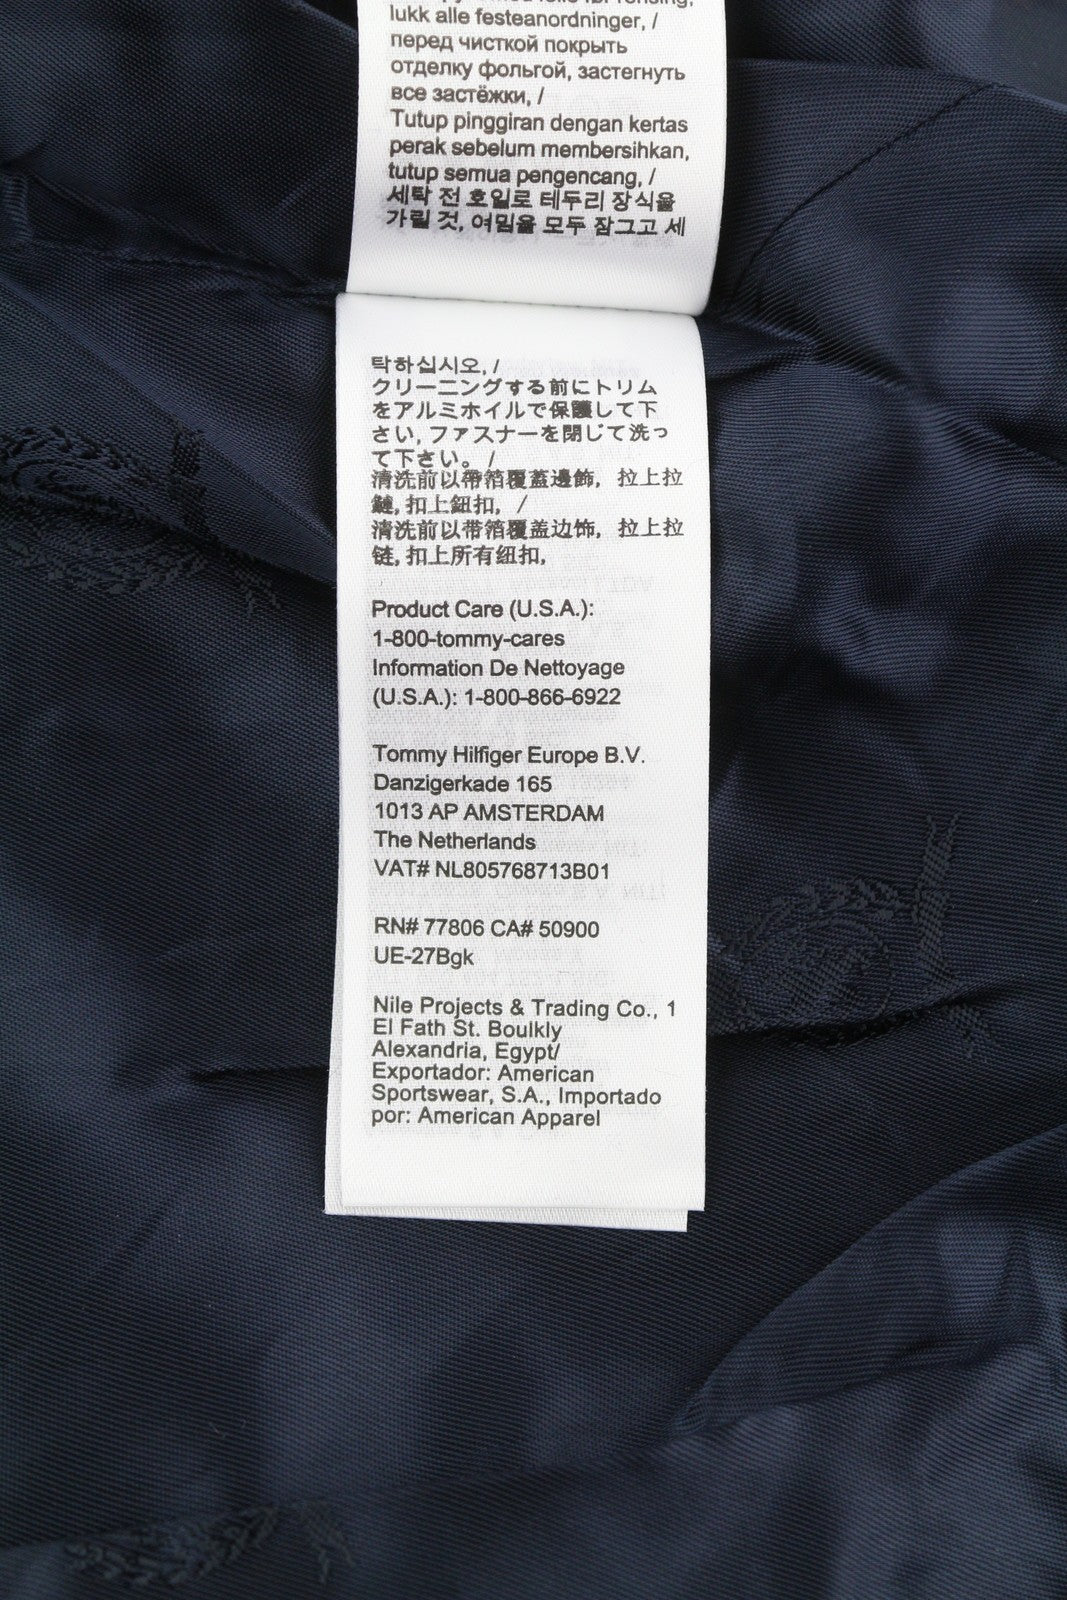 lukk alle festeanordninger, /
перед чисткой покрыть
отделку фольгой, застегнуть
все застёжки, /
Tutup pinggiran dengan kertas
perak sebelum membersihkan,
tutup semua pengencang, /
세탁 전 호일로 테두리 장식을
가릴 것, 여밈을 모두 잠그고 세
탁하십시오, /
クリーニングする前にトリム
をアルミホイルで保護して下
さい, ファスナーを閉じて洗っ
て下さい。 /
清洗前以帶箔覆蓋邊飾, 拉上拉
鏈, 扣上鈕扣, /
清洗前以带箔覆盖边饰, 拉上拉
链, 扣上所有纽扣,
Product Care (U.S.A.):
1-800-tommy-cares
Information De Nettoyage
(U.S.A.): 1-800-866-6922
Tommy Hilfiger Europe B.V.
Danzigerkade 165
1013 AP AMSTERDAM
The Netherlands
VAT# NL805768713B01
RN# 77806 CA# 50900
UE-27Bgk
Nile Projects & Trading Co., 1
El Fath St. Boulkly
Alexandria, Egypt/
Exportador: American
Sportswear, S.A., Importado
por: American Apparel